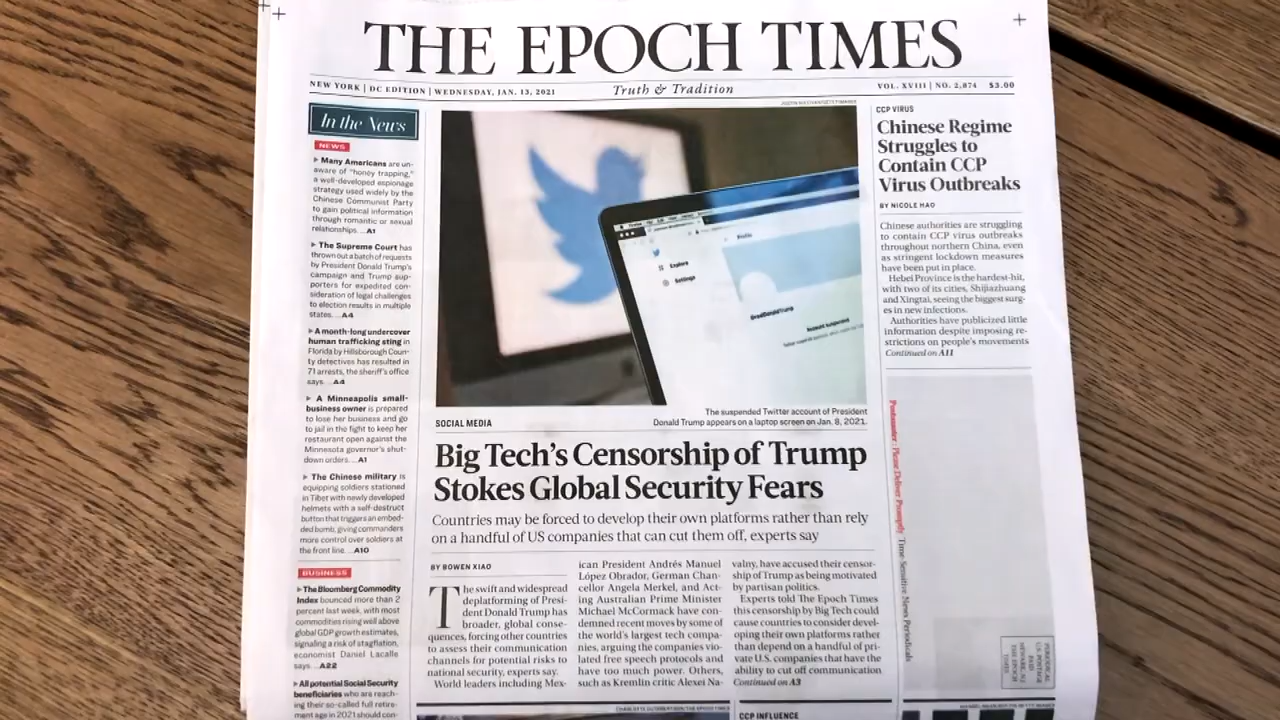 THE EPOCH TIMES
NEW YORK | DC EDITION | WEDNESDAY, JAN. 13, 2021
Truth & Tradition
VOL. XVIII | NO. 2,874 $3.00
In the News
NEWS
▶ Many Americans are un-
aware of "honey trapping,"
a well-developed espionage
strategy used widely by the
Chinese Communist Party
to gain political information
through romantic or sexual
relationships. ...A1
▶ The Supreme Court has
thrown out a batch of requests
by President Donald Trump's
campaign and Trump sup-
porters for expedited con-
sideration of legal challenges
to election results in multiple
states. ...A4
▶ A month-long undercover
human trafficking sting in
Florida by Hillsborough Coun-
ty detectives has resulted in
71 arrests, the sheriff's office
says. ...A4
▶ A Minneapolis small-
business owner is prepared
to lose her business and go
to jail in the fight to keep her
restaurant open against the
Minnesota governor's shut-
down orders. ...A1
▶ The Chinese military is
equipping soldiers stationed
in Tibet with newly developed
helmets with a self-destruct
button that triggers an embed-
ded bomb, giving commanders
more control over soldiers at
the front line. ...A10
BUSINESS
▶ The Bloomberg Commodity
Index bounced more than 2
percent last week, with most
commodities rising well above
global GDP growth estimates,
signaling a risk of stagflation,
economist Daniel Lacalle
says. ...A22
▶ All potential Social Security
beneficiaries who are reach-
ing their so-called full retire-
ment age in 2021 should con-
Profile
Explore
Settings
@realDonaldTrump
Account suspended
The suspended Twitter account of President
Donald Trump appears on a laptop screen on Jan. 8, 2021.
SOCIAL MEDIA
Big Tech's Censorship of Trump
Stokes Global Security Fears
Countries may be forced to develop their own platforms rather than rely
on a handful of US companies that can cut them off, experts say
BY BOWEN XIAO
The swift and widespread
deplatforming of Presi-
dent Donald Trump has
broader, global conse-
quences, forcing other countries
to assess their communication
channels for potential risks to
national security, experts say.
World leaders including Mex-
ican President Andrés Manuel
López Obrador, German Chan-
cellor Angela Merkel, and Act-
ing Australian Prime Minister
Michael McCormack have con-
demned recent moves by some of
the world's largest tech compa-
nies, arguing the companies vio-
lated free speech protocols and
have too much power. Others,
such as Kremlin critic Alexei Na-
valny, have accused their censor-
ship of Trump as being motivated
by partisan politics.
Experts told The Epoch Times
this censorship by Big Tech could
cause countries to consider devel-
oping their own platforms rather
than depend on a handful of pri-
vate U.S. companies that have the
ability to cut off communication
Continued on A3
CCP INFLUENCE
CCP VIRUS
Chinese Regime
Struggles to
Contain CCP
Virus Outbreaks
BY NICOLE HAO
Chinese authorities are struggling
to contain CCP virus outbreaks
throughout northern China, even
as stringent lockdown measures
have been put in place.
Hebei Province is the hardest-hit,
with two of its cities, Shijiazhuang
and Xingtai, seeing the biggest surg-
es in new infections.
Authorities have publicized little
information despite imposing re-
strictions on people's movements
Continued on A11
Postmaster: Please Deliver Promptly Time Sensitive News Periodicals
PERIODICAL
U.S. POSTAGE
PAID
NEWARK, NJ
THE EPOCH
TIMES